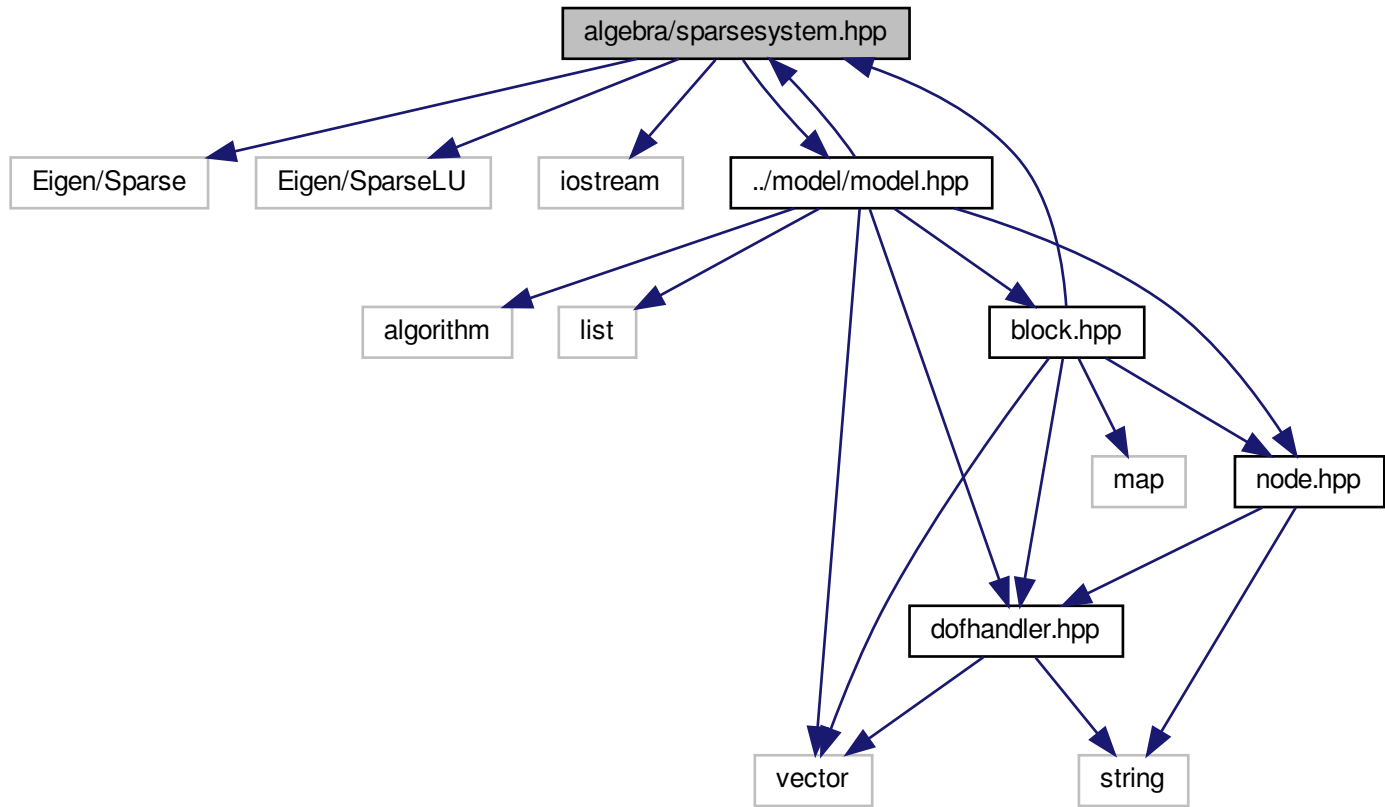 algebra/sparsesystem.hpp
Eigen/Sparse
Eigen/SparseLU
iostream
../model/model.hpp
algorithm
list
block.hpp
map
node.hpp
dofhandler.hpp
vector
string